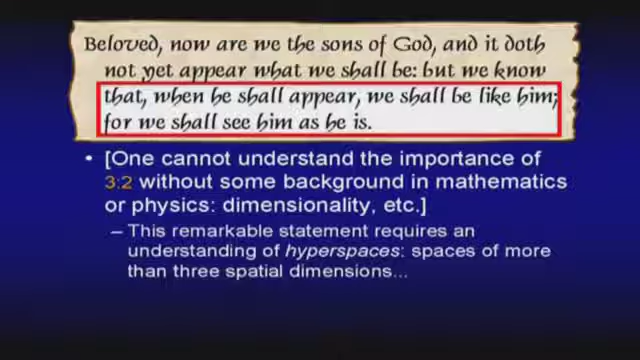 Beloved, now are we the sons of God, and it doth
not yet appear what we shall be: but we know
that, when he shall appear, we shall be like him;
for we shall see him as he is.
• [One cannot understand the importance of
3:2 without some background in mathematics
or physics: dimensionality, etc.]
– This remarkable statement requires an
understanding of hyperspaces: spaces of more
than three spatial dimensions...